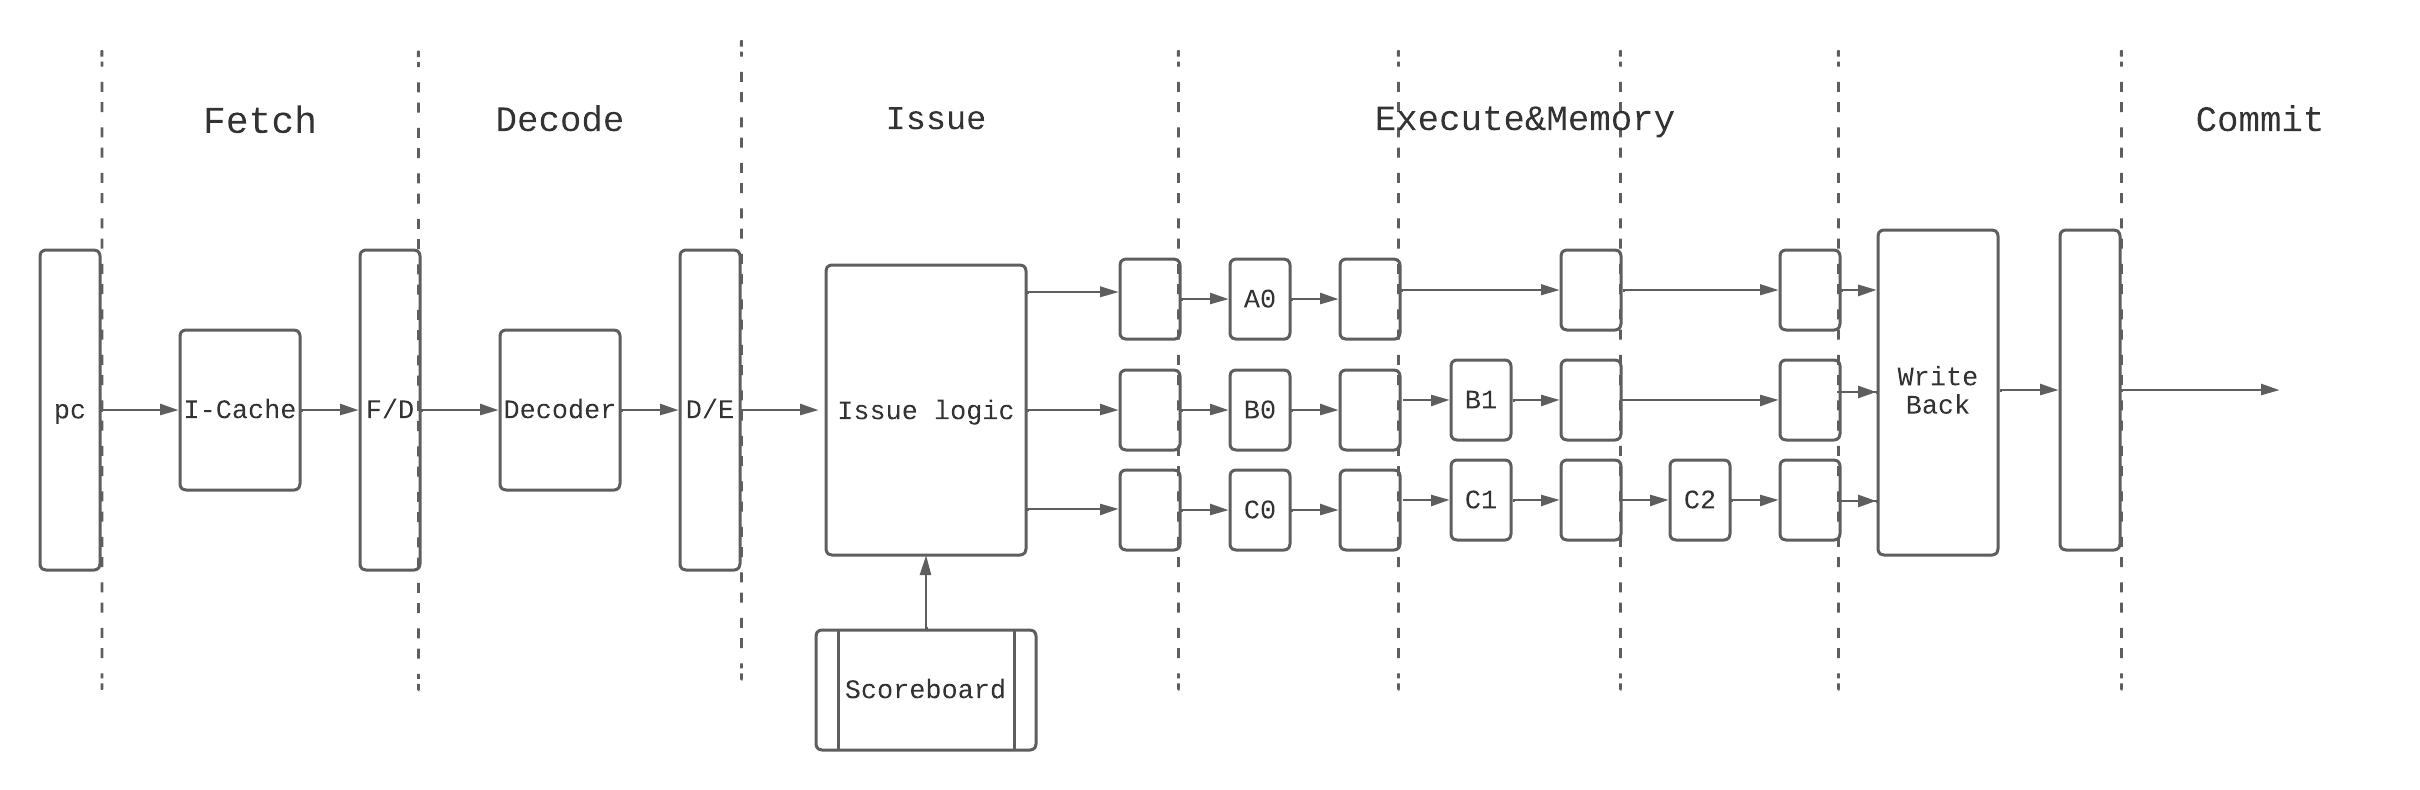 Fetch
Decode
Issue
Execute&Memory
Commit
pc
I-Cache
F/D
Decoder
D/E
Issue logic
A0
B0
B1
C0
C1
C2
Write
Back
Scoreboard